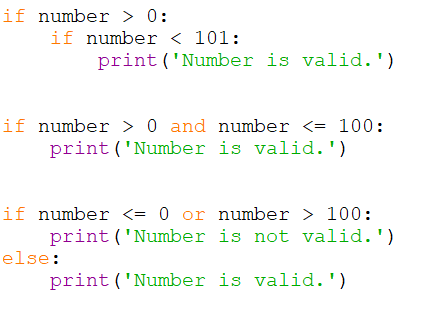 if number > 0:
    if number < 101:
        print('Number is valid.')
if number > 0 and number <= 100:
    print('Number is valid.')
if number <= 0 or number > 100:
    print('Number is not valid.')
else:
    print('Number is valid.')